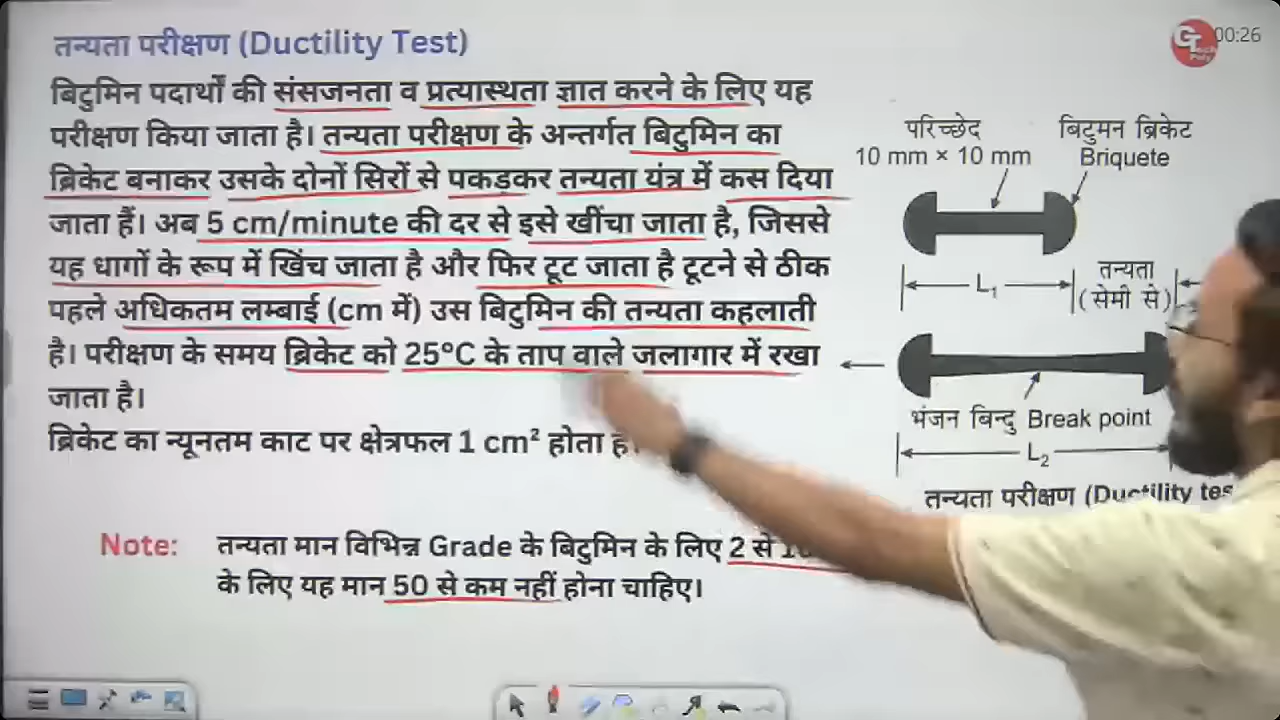 तन्यता परीक्षण (Ductility Test)
बिटुमिन पदार्थों की संसजनता व प्रत्यास्थता ज्ञात करने के लिए यह
परीक्षण किया जाता है। तन्यता परीक्षण के अन्तर्गत बिटुमिन का
ब्रिकेट बनाकर उसके दोनों सिरों से पकड़कर तन्यता यंत्र में कस दिया
जाता हैं। अब 5 cm/minute की दर से इसे खींचा जाता है, जिससे
यह धागों के रूप में खिंच जाता है और फिर टूट जाता है टूटने से ठीक
पहले अधिकतम लम्बाई (cm में) उस बिटुमिन की तन्यता कहलाती
है। परीक्षण के समय ब्रिकेट को 25°C के ताप वाले जलागार में रखा
जाता है।
ब्रिकेट का न्यूनतम काट पर क्षेत्रफल 1 cm² होता है
Note: तन्यता मान विभिन्न Grade के बिटुमिन के लिए 2 से
के लिए यह मान 50 से कम नहीं होना चाहिए।
GTech Poly
00:26
परिच्छेद
10 mm × 10 mm
बिटुमन ब्रिकेट
Briquete
L₁
तन्यता
(सेमी से)
भंजन बिन्दु Break point
L₂
तन्यता परीक्षण (Ductility tes